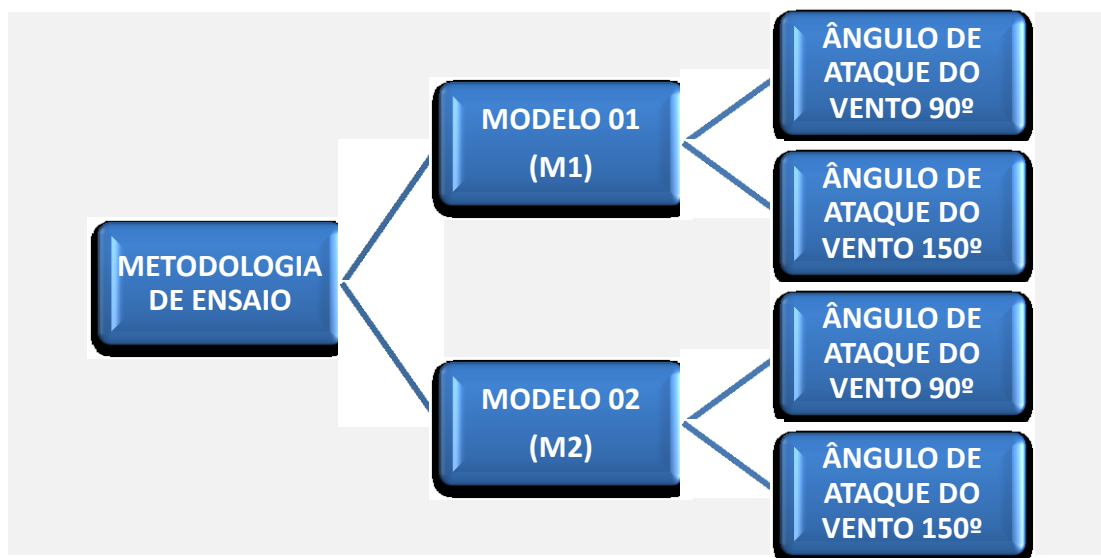 METODOLOGIA
DE ENSAIO
MODELO 01
(M1)
ÂNGULO DE
ATAQUE DO
VENTO 90º
ÂNGULO DE
ATAQUE DO
VENTO 150º
MODELO 02
(M2)
ÂNGULO DE
ATAQUE DO
VENTO 90º
ÂNGULO DE
ATAQUE DO
VENTO 150º